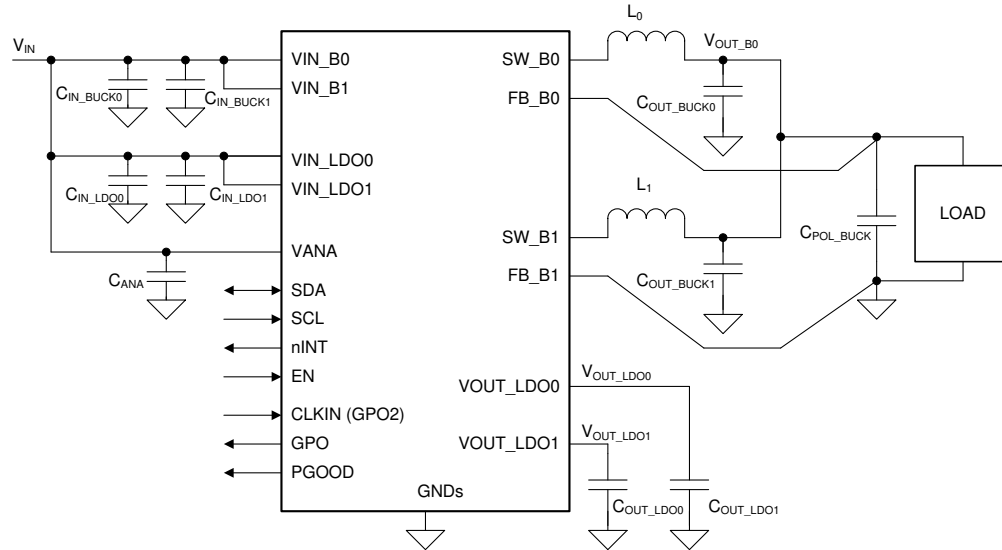 L0
VIN
VOUT_B0
VIN_B0
SW_B0
VIN_B1
CIN_BUCK0
CIN_BUCK1
FB_B0
COUT_BUCK0
VIN_LDO0
VIN_LDO1
CIN_LDO0
CIN_LDO1
L1
LOAD
SW_B1
CPOL_BUCK
VANA
FB_B1
CANA
COUT_BUCK1
SDA
SCL
nINT
EN
VOUT_LDO0
VOUT_LDO0
CLKIN (GPO2)
GPO
VOUT_LDO1
VOUT_LDO1
PGOOD
GNDs
COUT_LDO0
COUT_LDO1